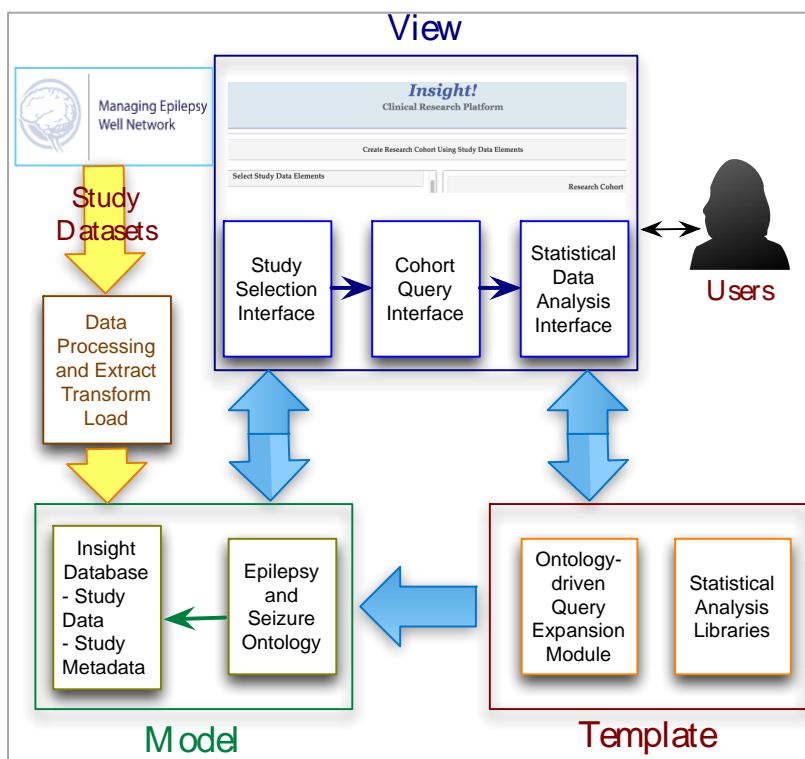 View
Managing Epilepsy
Well Network
Insight!
Clinical Research Platform
Create Research Cohort Using Study Data Elements
Select Study Data Elements
Research Cohort
Study
Datasets
Study
Selection
Interface
Cohort
Query
Interface
Statistical
Data
Analysis
Interface
Users
Data
Processing
and Extract
Transform
Load
Insight
Database
- Study
Data
- Study
Metadata
Epilepsy
and
Seizure
Ontology
Ontology-
driven
Query
Expansion
Module
Statistical
Analysis
Libraries
Model
Template